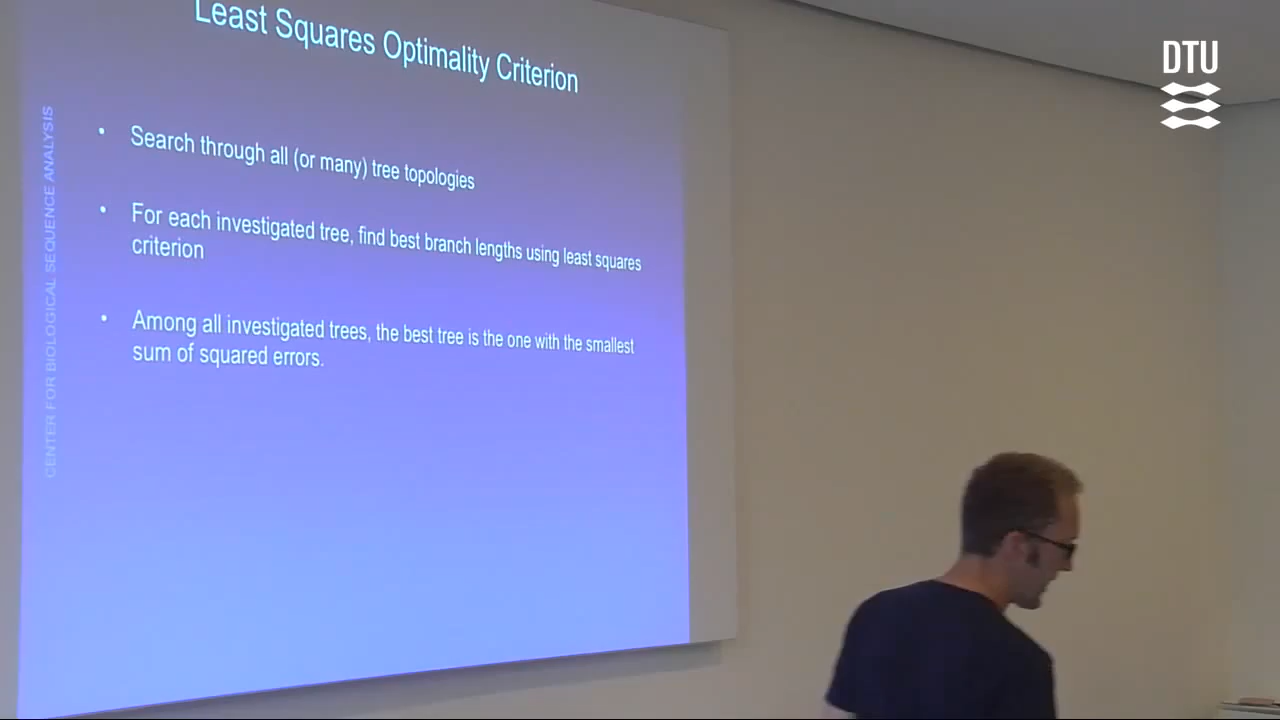 Least Squares Optimality Criterion
• Search through all (or many) tree topologies
• For each investigated tree, find best branch lengths using least squares
criterion
• Among all investigated trees, the best tree is the one with the smallest
sum of squared errors.
CENTER FOR BIOLOGICAL SEQUENCE ANALYSIS
DTU